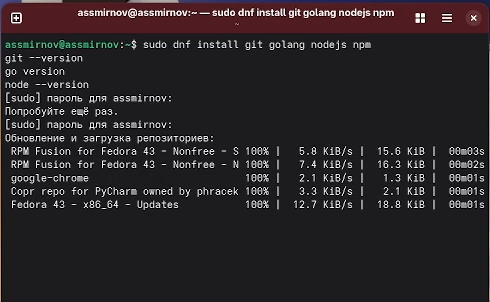 assmirnov@assmirnov:~ — sudo dnf install git golang nodejs npm
~
assmirnov@assmirnov:~$ sudo dnf install git golang nodejs npm
git --version
go version
node --version
[sudo] пароль для assmirnov:
Попробуйте ещё раз.
[sudo] пароль для assmirnov:
Обновление и загрузка репозиториев:
RPM Fusion for Fedora 43 - Nonfree - S 100% | 5.8 KiB/s | 15.6 KiB | 00m03s
RPM Fusion for Fedora 43 - Nonfree - N 100% | 7.4 KiB/s | 16.3 KiB | 00m02s
google-chrome 100% | 2.1 KiB/s | 1.3 KiB | 00m01s
Copr repo for PyCharm owned by phracek 100% | 3.3 KiB/s | 2.1 KiB | 00m01s
Fedora 43 - x86_64 - Updates 100% | 12.7 KiB/s | 18.8 KiB | 00m01s